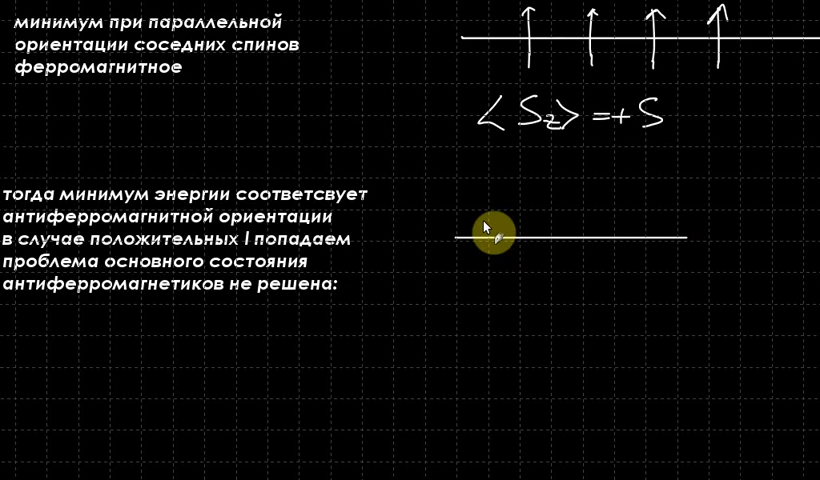 минимум при параллельной
ориентации соседних спинов
ферромагнитное
⟨Sz⟩ = + S
тогда минимум энергии соответсвует
антиферромагнитной ориентации
в случае положительных I попадаем
проблема основного состояния
антиферромагнетиков не решена: